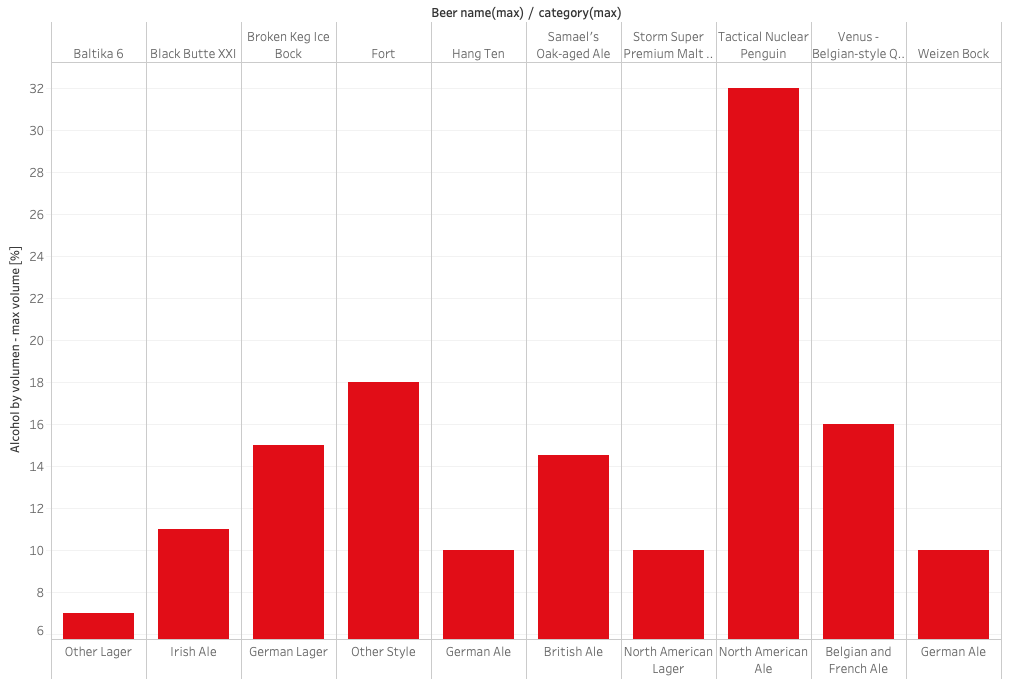 Beer name(max) / category(max)
Baltika 6
Black Butte XXI
Broken Keg Ice
Bock
Fort
Hang Ten
Samael's
Oak-aged Ale
Storm Super
Premium Malt ..
Tactical Nuclear
Penguin
Venus -
Belgian-style Q..
Weizen Bock
Alcohol by volumen - max volume [%]
32
30
28
26
24
22
20
18
16
14
12
10
8
6
Other Lager
Irish Ale
German Lager
Other Style
German Ale
British Ale
North American
Lager
North American
Ale
Belgian and
French Ale
German Ale